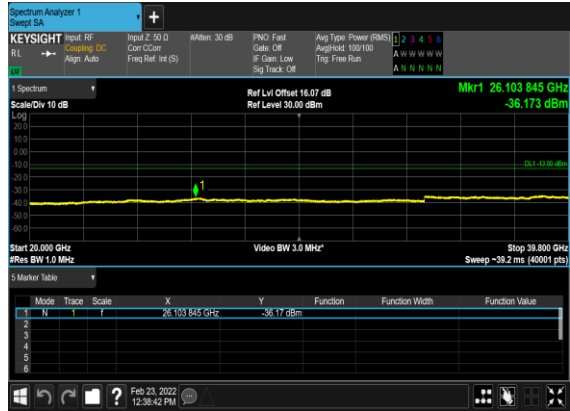 Spectrum Analyzer 1
Swept SA
+
KEYSIGHT
RL
Input: RF
Coupling: DC
Align: Auto
Input Z: 50 Ω
Corr CCorr
Freq Ref: Int (S)
#Atten: 30 dB
PNO: Fast
Gate: Off
IF Gain: Low
Sig Track: Off
Avg Type: Power (RMS)
Avg|Hold: 100/100
Trig: Free Run
1 2 3 4 5 6
A W W W W W
A N N N N N
1 Spectrum
Scale/Div 10 dB
Ref Lvl Offset 16.07 dB
Ref Level 30.00 dBm
Mkr1 26.103 845 GHz
-36.173 dBm
Log
20.0
10.0
0.00
-10.0
DL1 -13.00 dBm
-20.0
-30.0
1
-40.0
-50.0
-60.0
Start 20.000 GHz
Video BW 3.0 MHz*
Stop 39.800 GHz
#Res BW 1.0 MHz
Sweep ~39.2 ms (40001 pts)
5 Marker Table
Mode Trace Scale X Y Function Function Width Function Value
1 N 1 f 26.103 845 GHz -36.17 dBm
2
3
4
5
6
?
Feb 23, 2022
12:38:42 PM